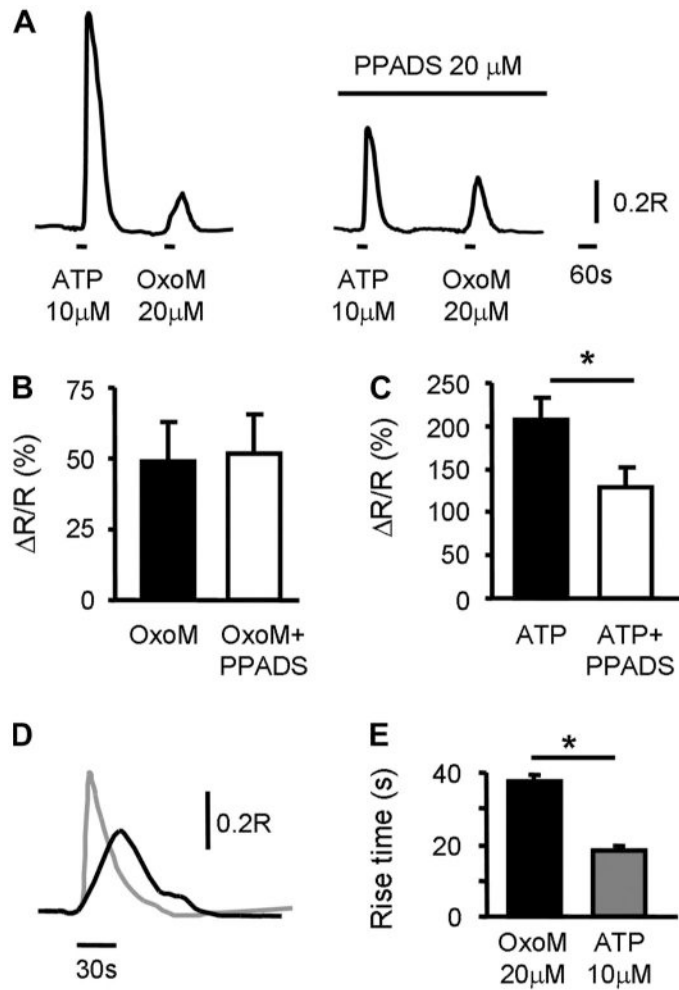 A
PPADS 20 μM
0.2R
ATP OxoM ATP OxoM 60s
10μM 20μM 10μM 20μM
B
ΔR/R (%)
75
50
25
0
OxoM OxoM+
PPADS
C
*
ΔR/R (%)
250
200
150
100
50
0
ATP ATP+
PPADS
D
0.2R
30s
E
*
Rise time (s)
40
20
0
OxoM ATP
20μM 10μM